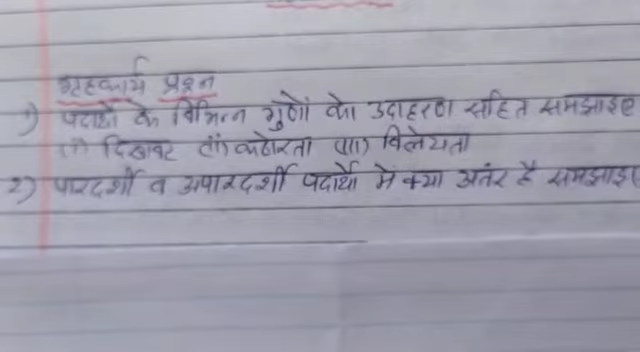 गृहकार्य प्रश्न
1) पदार्थो के विभिन्न गुणों को उदाहरण सहित समझाइए
(i) दिखावट (ii) कठोरता (iii) विलेयता
2) पारदर्शी व अपारदर्शी पदार्थो मे क्या अतंर है समझाइए